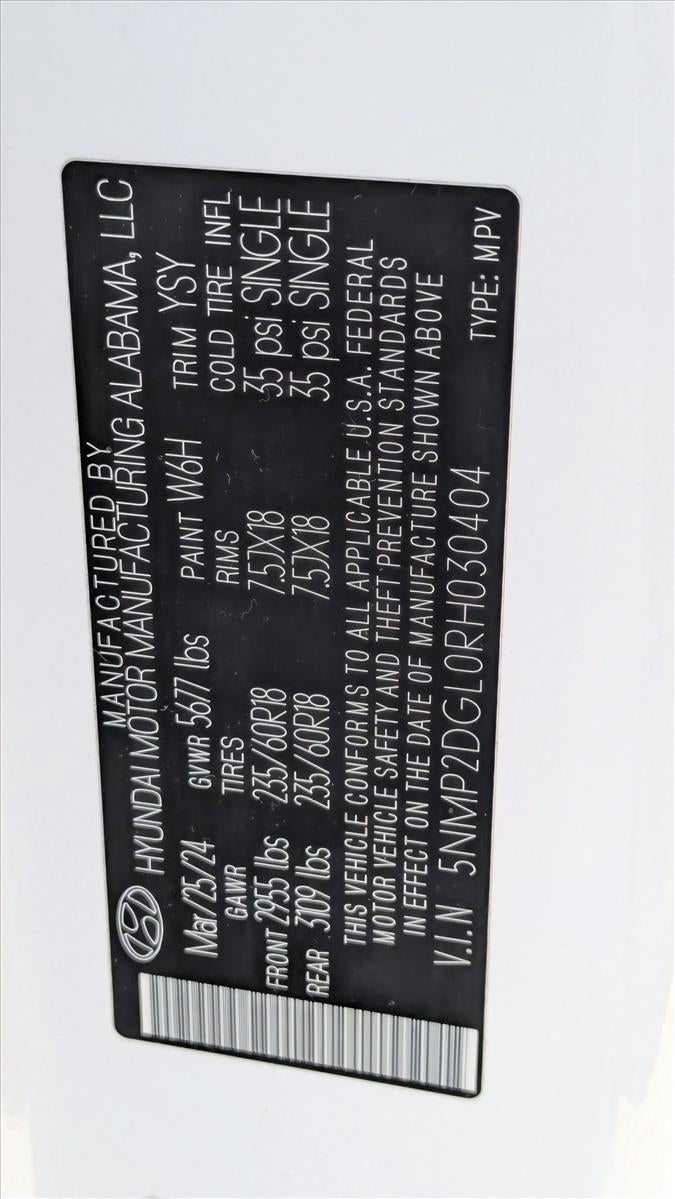 MANUFACTURED BY
HYUNDAI MOTOR MANUFACTURING ALABAMA, LLC
Mar/25/24 GVWR 5677 lbs PAINT W6H TRIM YSY
GAWR TIRES RIMS COLD TIRE INFL
FRONT 2955 lbs 235/60R18 7.5JX18 35 psi SINGLE
REAR 3109 lbs 235/60R18 7.5JX18 35 psi SINGLE
THIS VEHICLE CONFORMS TO ALL APPLICABLE U.S.A. FEDERAL
MOTOR VEHICLE SAFETY AND THEFT PREVENTION STANDARDS
IN EFFECT ON THE DATE OF MANUFACTURE SHOWN ABOVE
V.I.N 5NMP2DGL0RH030404 TYPE: MPV